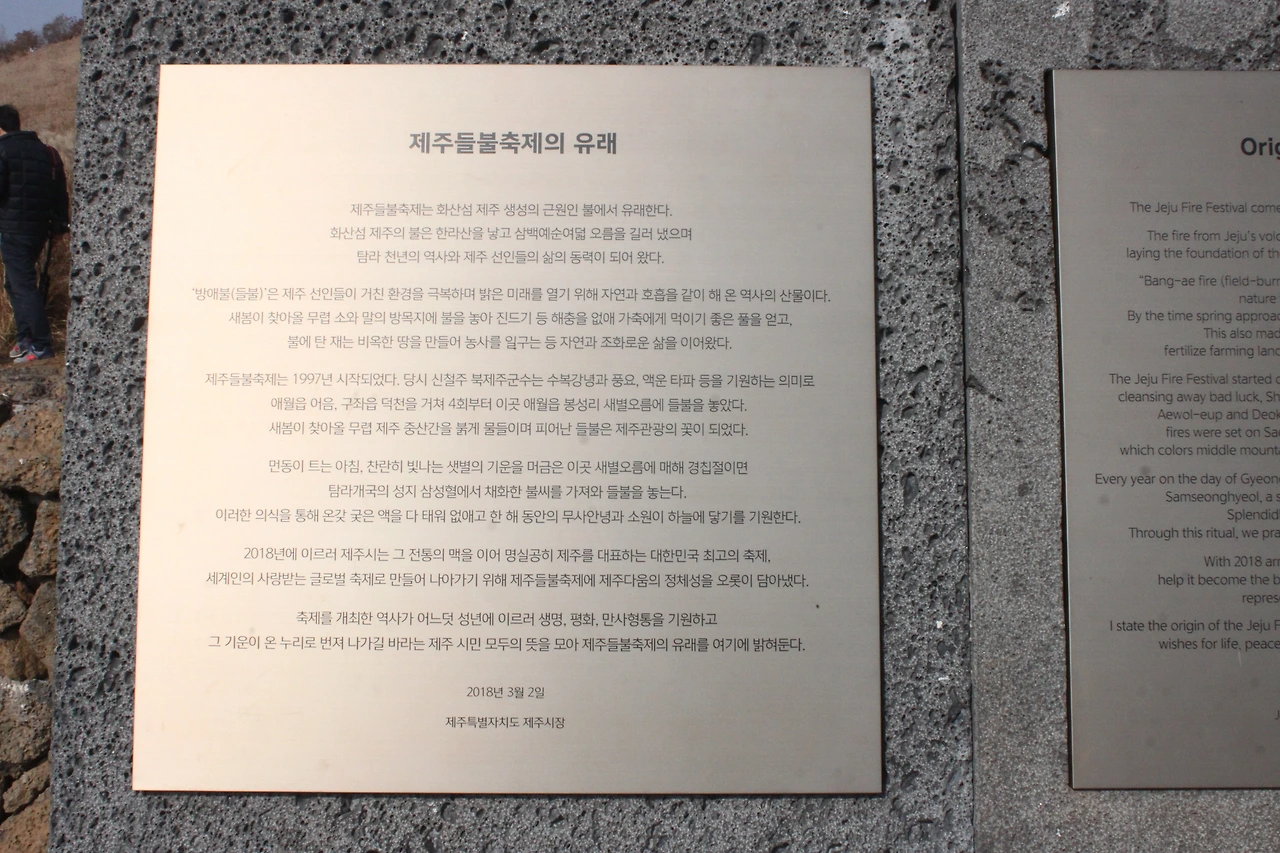 제주들불축제의 유래
제주들불축제는 화산섬 제주 생성의 근원인 불에서 유래한다.
화산섬 제주의 불은 한라산을 낳고 삼백예순여덟 오름을 길러 냈으며
탐라 천년의 역사와 제주 선인들의 삶의 동력이 되어 왔다.
'방애불(들불)'은 제주 선인들이 거친 환경을 극복하며 밝은 미래를 열기 위해 자연과 호흡을 같이 해 온 역사의 산물이다.
새봄이 찾아올 무렵 소와 말의 방목지에 불을 놓아 진드기 등 해충을 없애 가축에게 먹이기 좋은 풀을 얻고,
불에 탄 재는 비옥한 땅을 만들어 농사를 일구는 등 자연과 조화로운 삶을 이어왔다.
제주들불축제는 1997년 시작되었다. 당시 신철주 북제주군수는 수복강녕과 풍요, 액운 타파 등을 기원하는 의미로
애월읍 어음, 구좌읍 덕천을 거쳐 4회부터 이곳 애월읍 봉성리 새별오름에 들불을 놓았다.
새봄이 찾아올 무렵 제주 중산간을 붉게 물들이며 피어난 들불은 제주관광의 꽃이 되었다.
먼동이 트는 아침, 찬란히 빛나는 샛별의 기운을 머금은 이곳 새별오름에 매해 경칩절이면
탐라개국의 성지 삼성혈에서 채화한 불씨를 가져와 들불을 놓는다.
이러한 의식을 통해 온갖 궂은 액을 다 태워 없애고 한 해 동안의 무사안녕과 소원이 하늘에 닿기를 기원한다.
2018년에 이르러 제주시는 그 전통의 맥을 이어 명실공히 제주를 대표하는 대한민국 최고의 축제,
세계인의 사랑받는 글로벌 축제로 만들어 나아가기 위해 제주들불축제에 제주다움의 정체성을 오롯이 담아냈다.
축제를 개최한 역사가 어느덧 성년에 이르러 생명, 평화, 만사형통을 기원하고
그 기운이 온 누리로 번져 나가길 바라는 제주 시민 모두의 뜻을 모아 제주들불축제의 유래를 여기에 밝혀둔다.
2018년 3월 2일
제주특별자치도 제주시장
The Jeju Fire Festival come
The fire from Jeju's
laying the foundation of
"Bang-ae fire
nature
By the time spring
This also made
fertilize farming
The Jeju Fire Festival started
cleansing away bad luck,
Aewol-eup and
fires were set on
which colors middle
Every year on the day of
Samseonghyeol, a
Through this ritual, we
With 2018
help it become the
I state the origin of the Jeju
wishes for life,